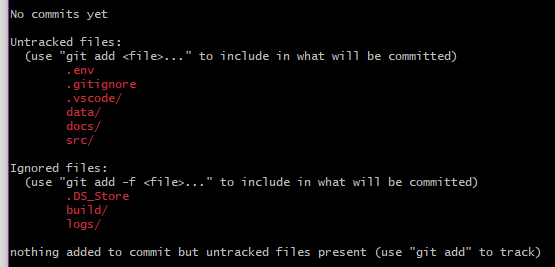 No commits yet
Untracked files:
  (use "git add <file>..." to include in what will be committed)
        .env
        .gitignore
        .vscode/
        data/
        docs/
        src/
Ignored files:
  (use "git add -f <file>..." to include in what will be committed)
        .DS_Store
        build/
        logs/
nothing added to commit but untracked files present (use "git add" to track)